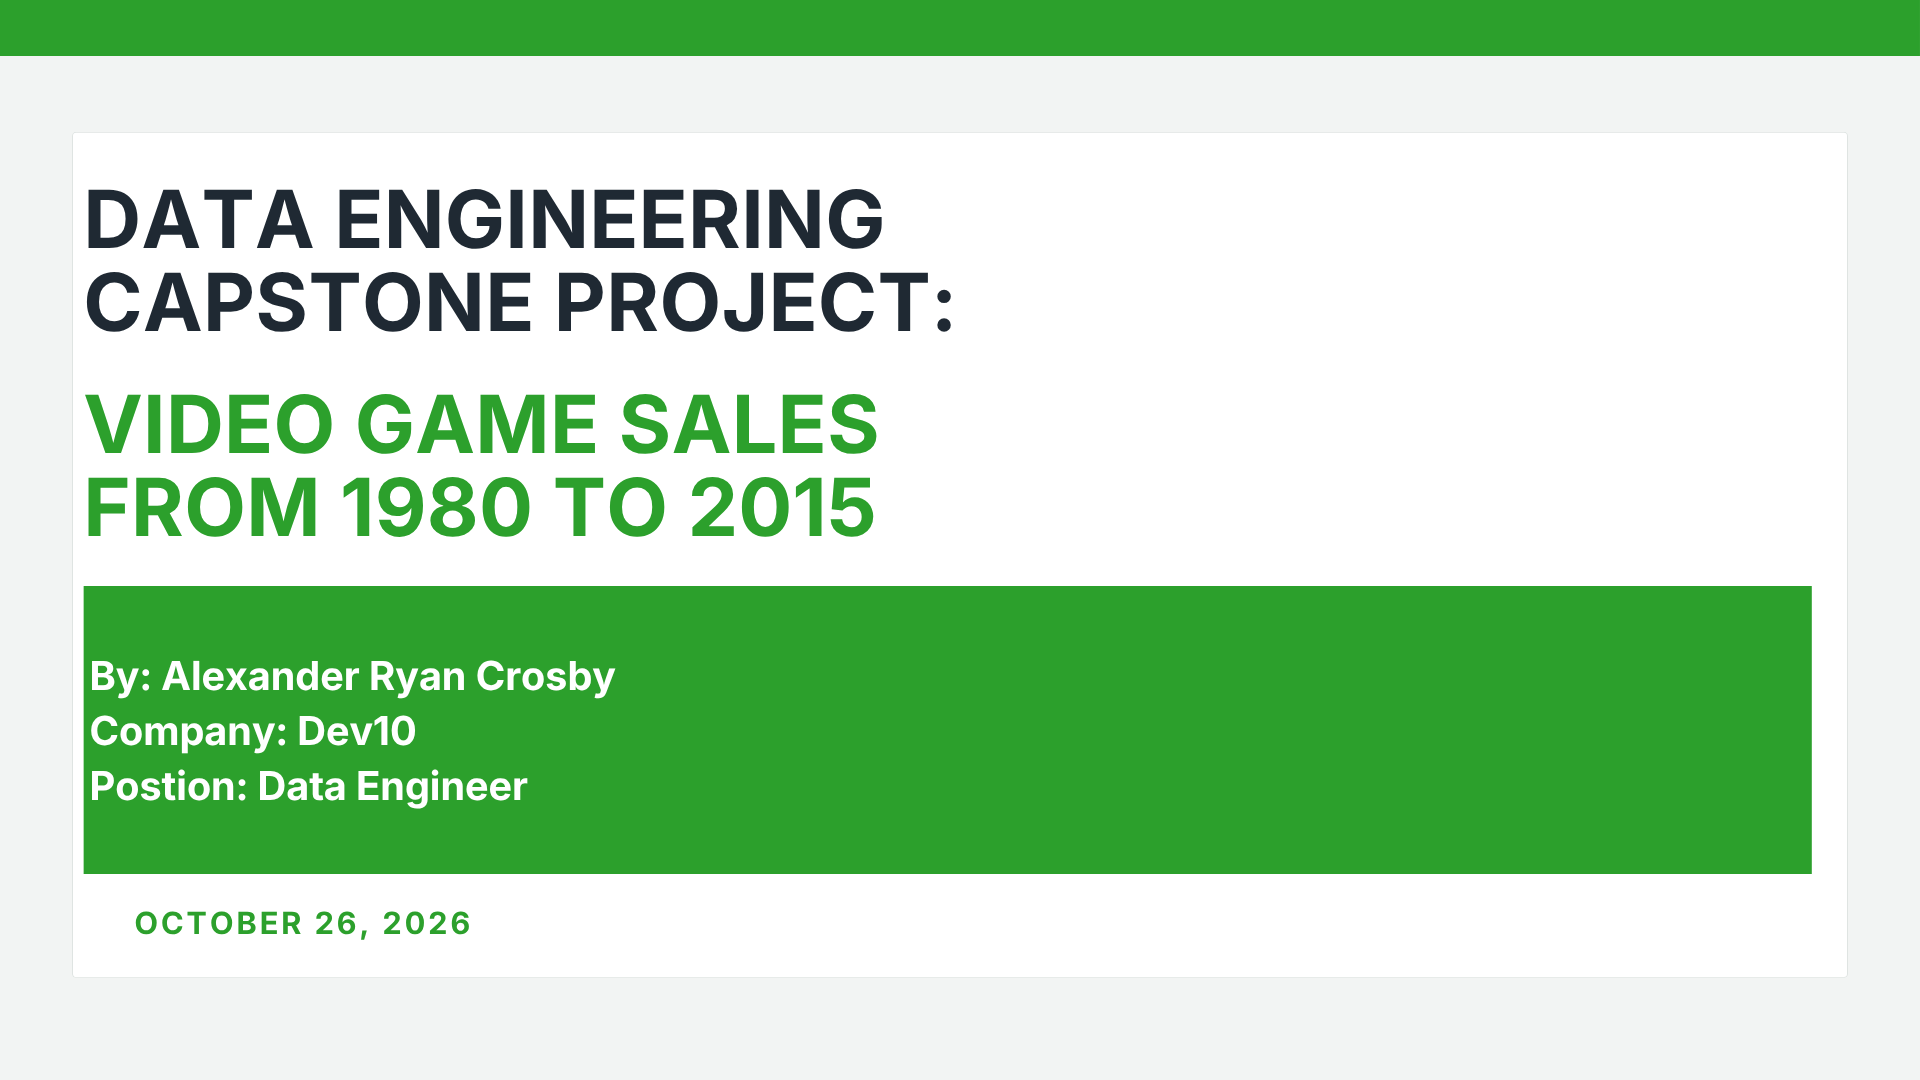 DATA ENGINEERING
CAPSTONE PROJECT:
VIDEO GAME SALES
FROM 1980 TO 2015
By: Alexander Ryan Crosby
Company: Dev10
Postion: Data Engineer
OCTOBER 26, 2026